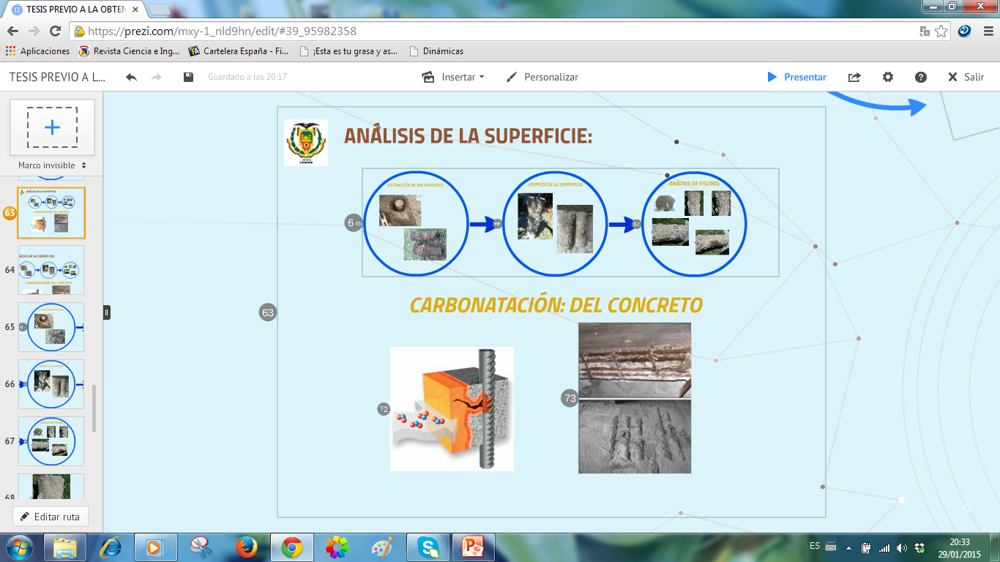 TESIS PREVIO A LA OBTEN
https://prezi.com/mxy-1_nld9hn/edit/#39_95982358
Aplicaciones
Revista Ciencia e Ing...
Cartelera España - Fi...
¡Esta es tu grasa y as...
Dinámicas
TESIS PREVIO A L...
Guardado a las 20:17
Insertar
Personalizar
Presentar
Salir
Marco invisible
63
64
65
66
67
68
Editar ruta
ANÁLISIS DE LA SUPERFICIE:
EXTRACCIÓN DE MICROPILOTES
LIMPIEZA DE LA SUPERFICIE:
ANÁLISIS DE FISURAS:
6
66
67
63
CARBONATACIÓN: DEL CONCRETO
72
73
ES
20:33
29/01/2015